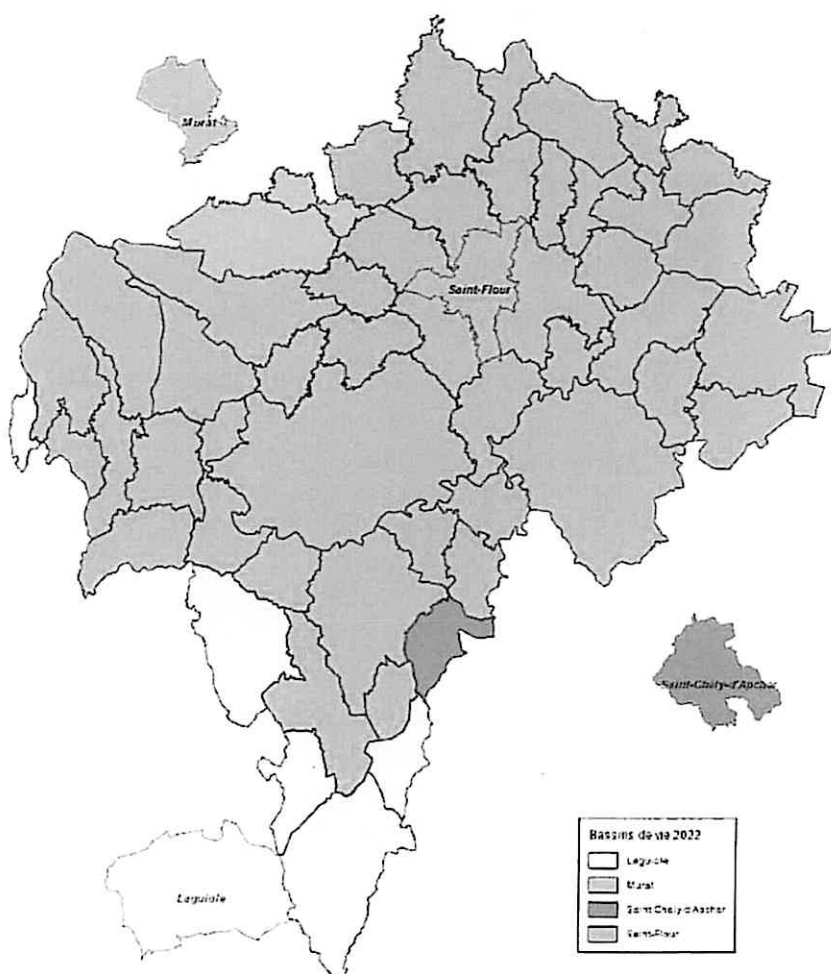 Murat
Saint-Flour
Saint-Chely-d'Apcher
Laguiole
Bassins de vie 2022
Laguiole
Murat
Saint Chely-d'Apcher
Saint-Flour